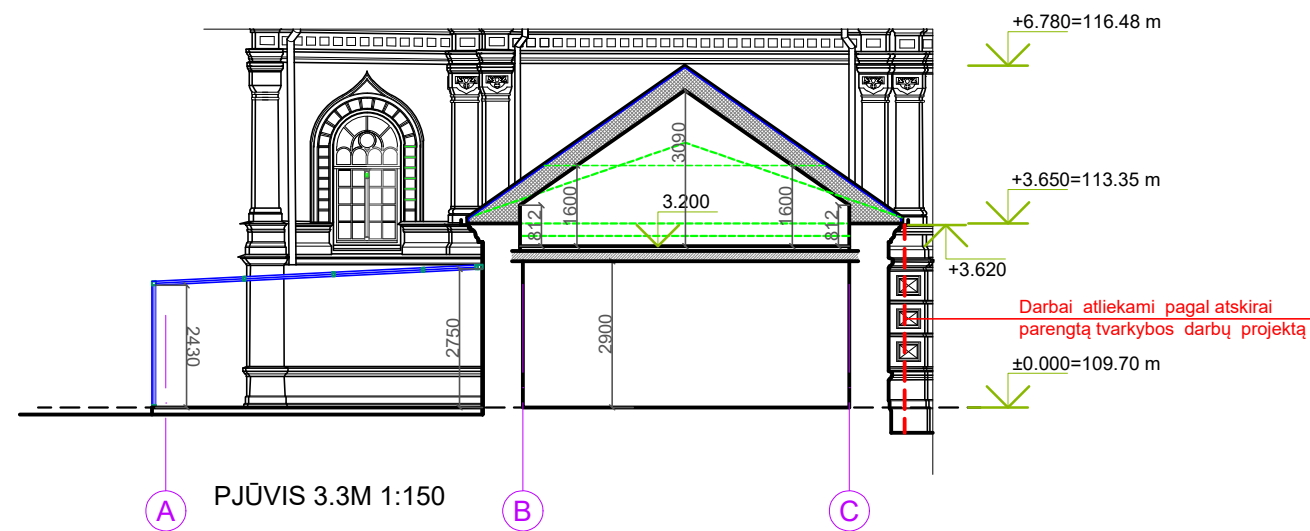 +6.780=116.48 m
3090
+3.650=113.35 m
1600
1600
812
3.200
812
+3.620
Darbai atliekami pagal atskirai
parengtą tvarkybos darbų projektą
2430
2750
2900
±0.000=109.70 m
PJŪVIS 3.3M 1:150
A
B
C